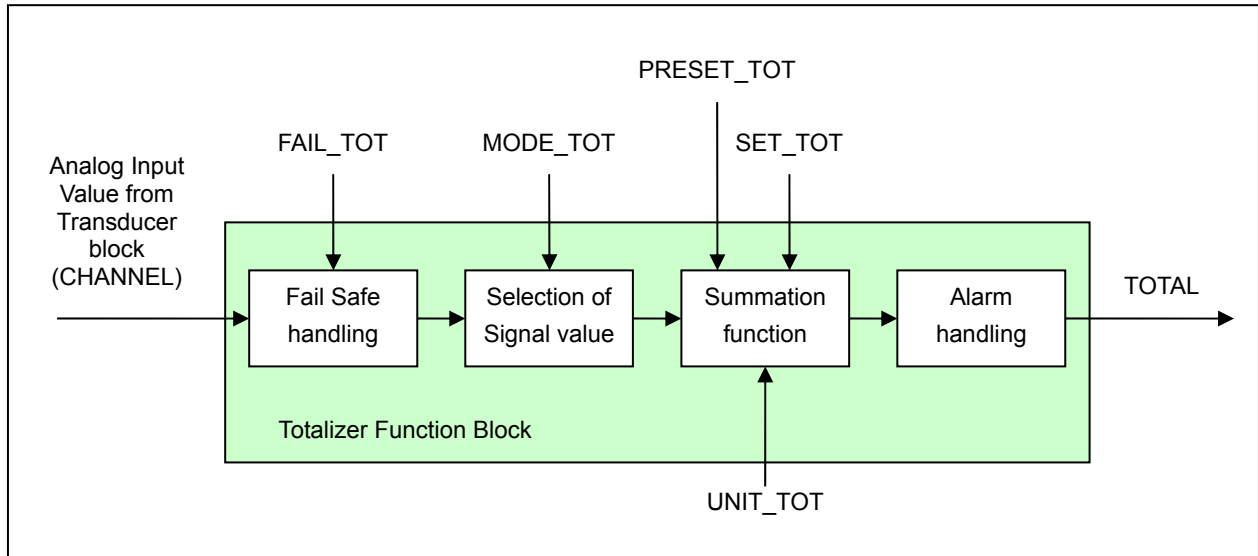 PRESET_TOT
FAIL_TOT
MODE_TOT
SET_TOT
Analog Input
Value from
Transducer
block
(CHANNEL)
Fail Safe
handling
Selection of
Signal value
Summation
function
Alarm
handling
TOTAL
Totalizer Function Block
UNIT_TOT